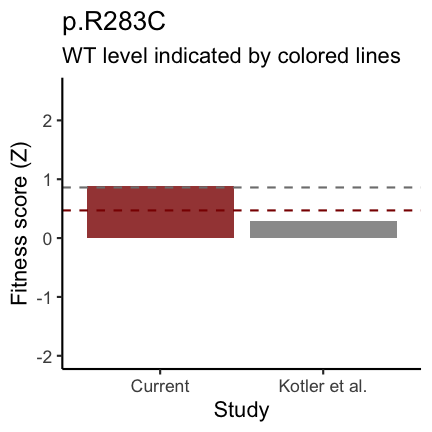 p.R283C
WT level indicated by colored lines
Fitness score (Z)
2
1
0
-1
-2
Current
Kotler et al.
Study